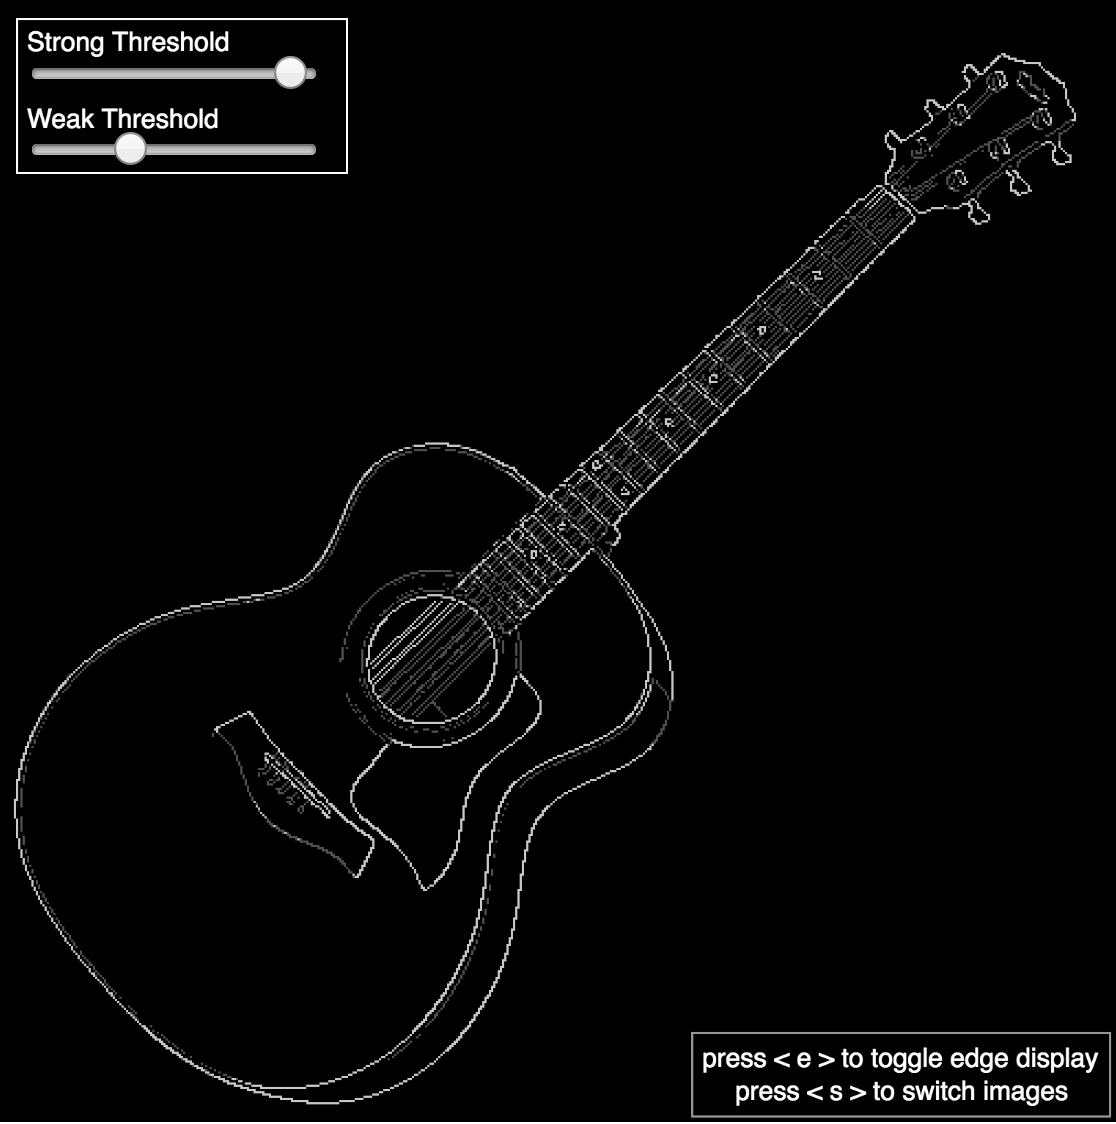 Strong Threshold
Weak Threshold
press < e > to toggle edge display
press < s > to switch images